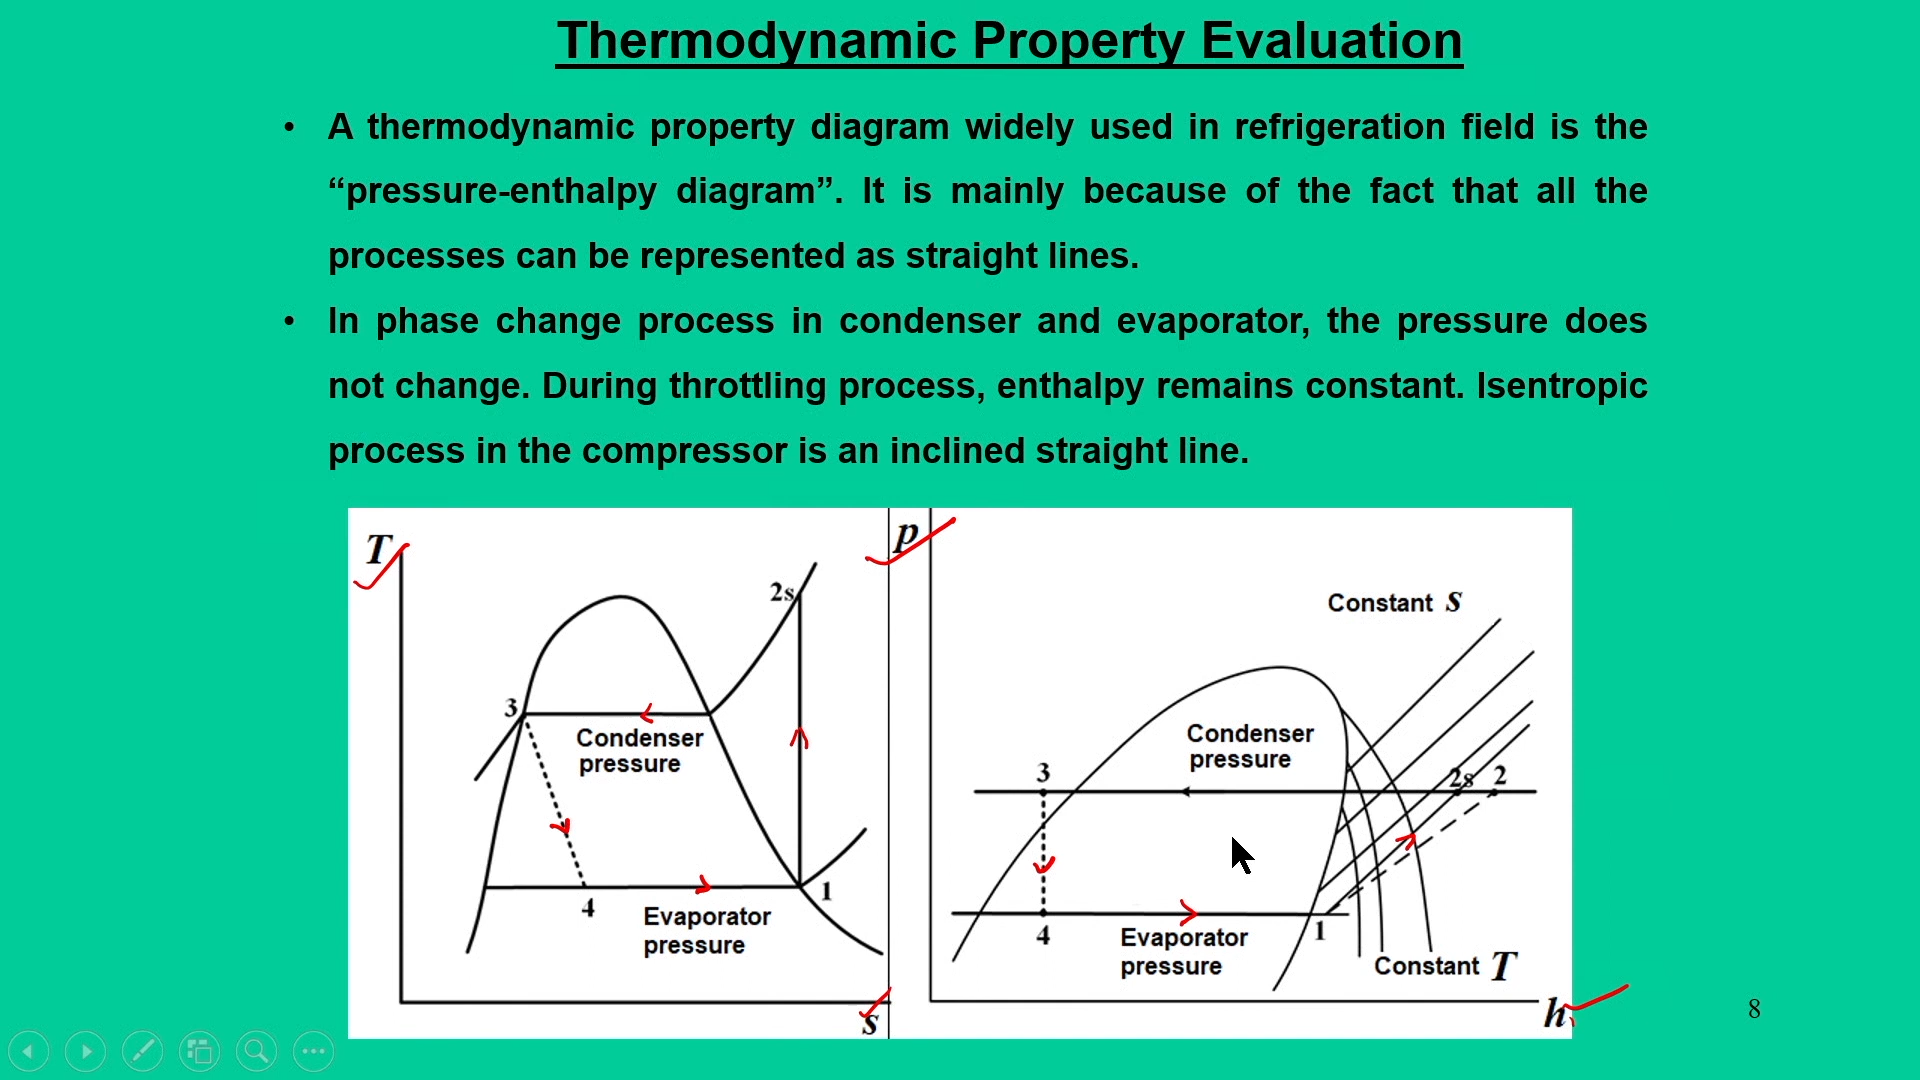 Thermodynamic Property Evaluation
• A thermodynamic property diagram widely used in refrigeration field is the
“pressure-enthalpy diagram”. It is mainly because of the fact that all the
processes can be represented as straight lines.
• In phase change process in condenser and evaporator, the pressure does
not change. During throttling process, enthalpy remains constant. Isentropic
process in the compressor is an inclined straight line.
T
2s
3
Condenser
pressure
1
4
Evaporator
pressure
s
p
Constant s
Condenser
pressure
3
2s 2
4
Evaporator
pressure
1
Constant T
h
8